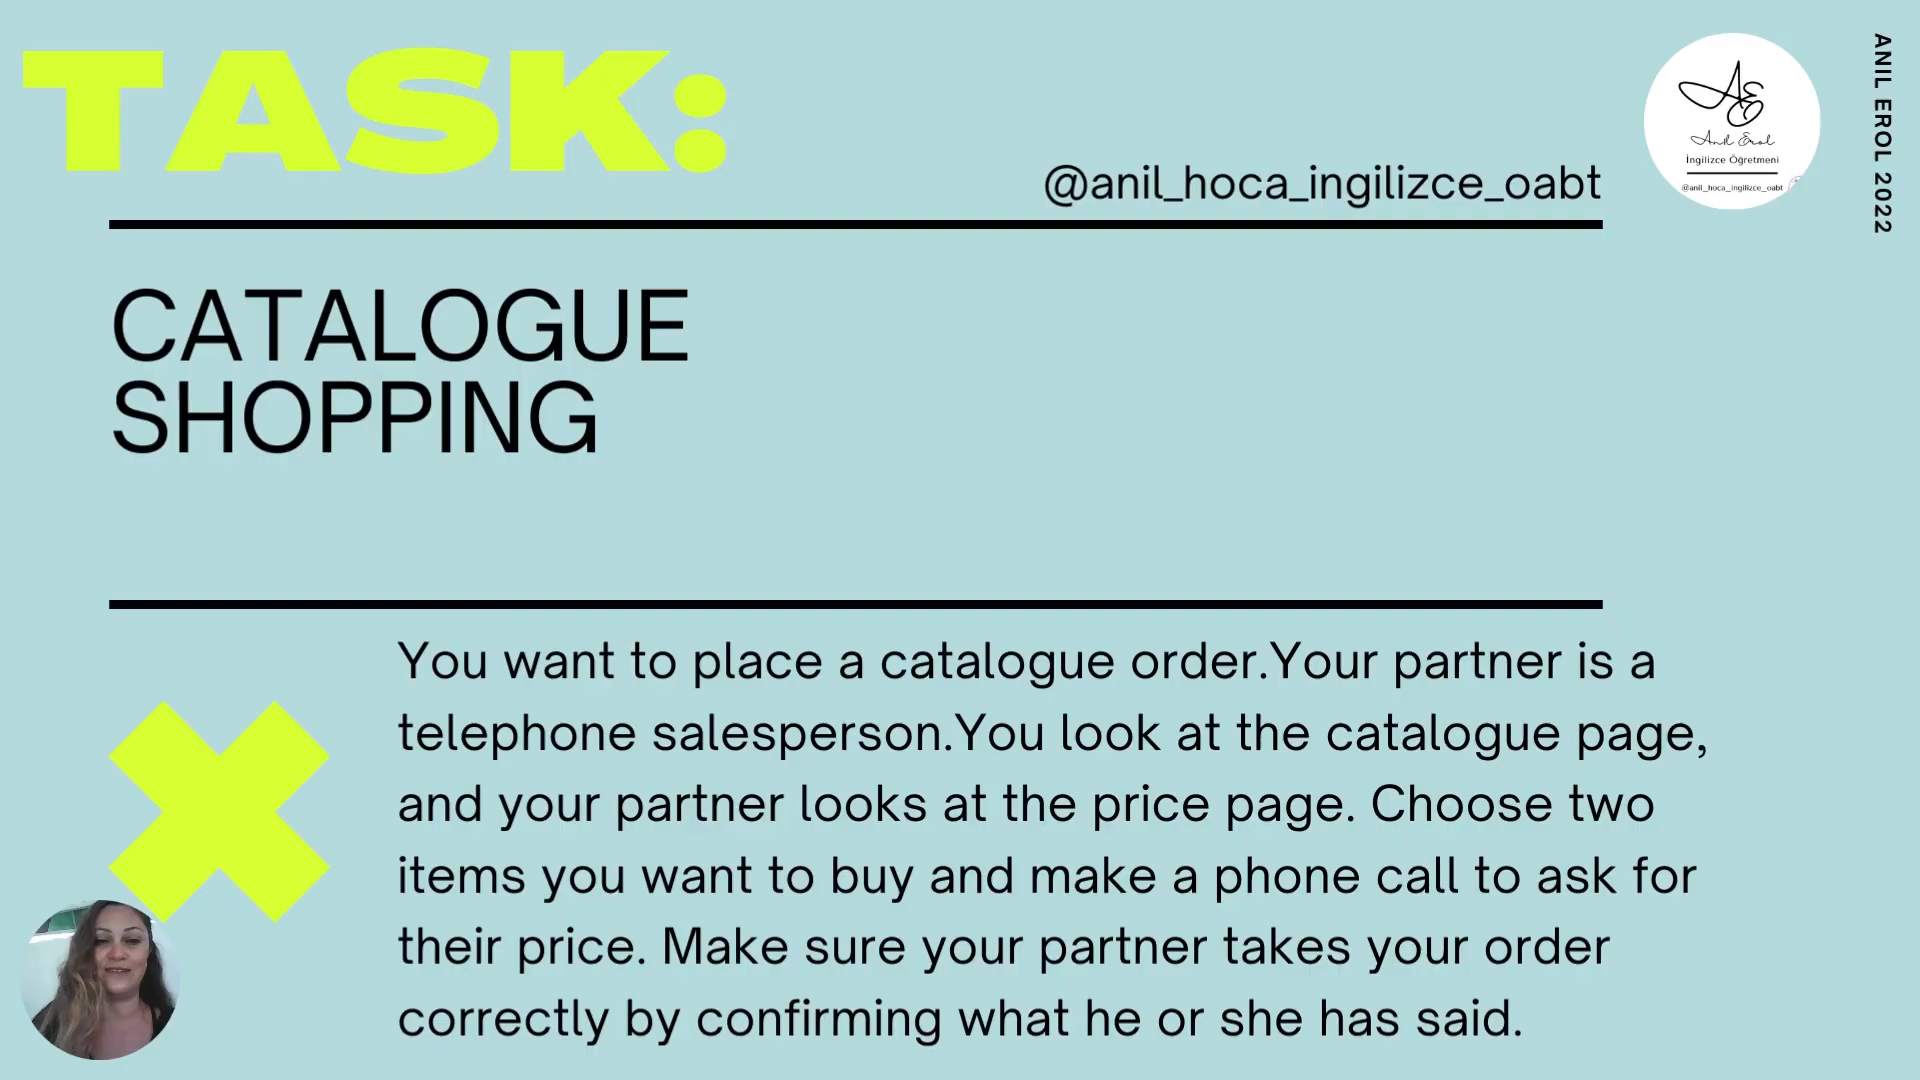 TASK:
@anil_hoca_ingilizce_oabt
Anıl Erol
İngilizce Öğretmeni
@anil_hoca_ingilizce_oabt
ANIL EROL 2022
CATALOGUE
SHOPPING
You want to place a catalogue order.Your partner is a
telephone salesperson.You look at the catalogue page,
and your partner looks at the price page. Choose two
items you want to buy and make a phone call to ask for
their price. Make sure your partner takes your order
correctly by confirming what he or she has said.